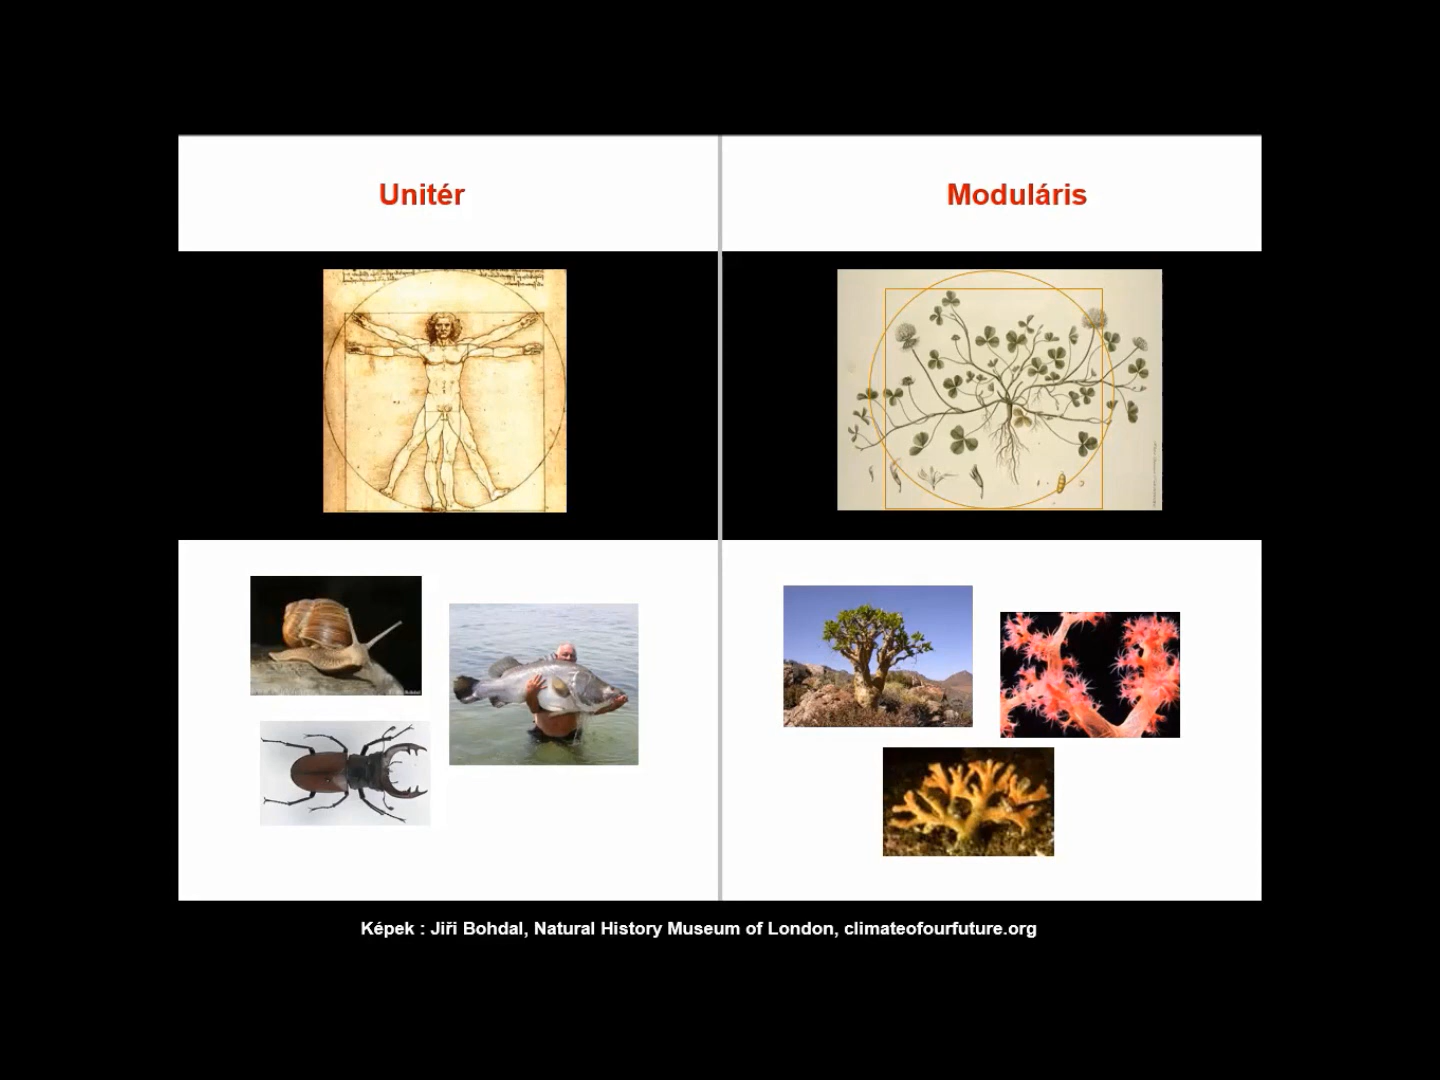 Unitér
Moduláris
Képek : Jiři Bohdal, Natural History Museum of London, climateofourfuture.org